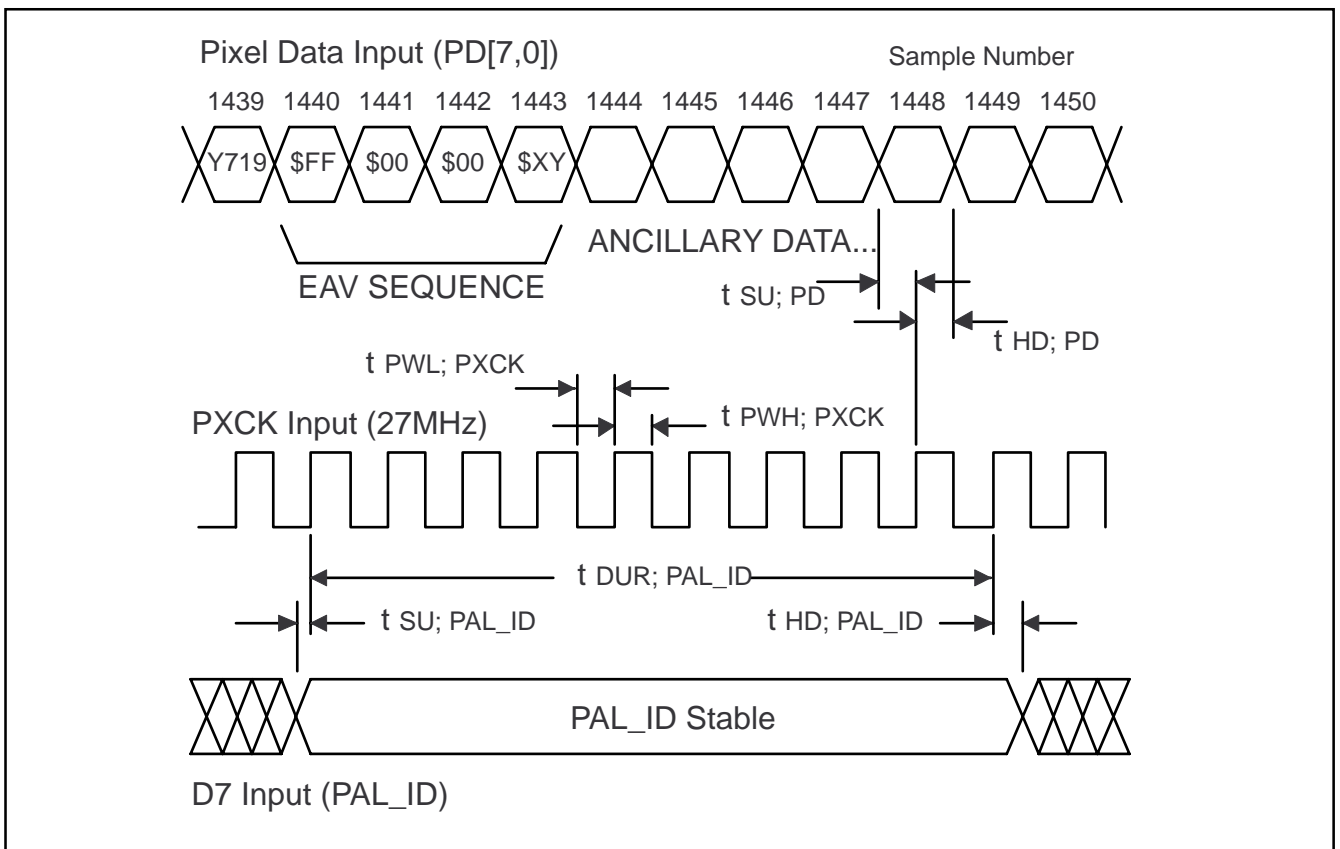 Pixel Data Input (PD[7,0])
Sample Number
1439 1440 1441 1442 1443 1444 1445 1446 1447 1448 1449 1450
Y719 $FF $00 $00 $XY
ANCILLARY DATA...
EAV SEQUENCE
t SU; PD
t HD; PD
t PWL; PXCK
t PWH; PXCK
PXCK Input (27MHz)
t DUR; PAL_ID
t SU; PAL_ID
t HD; PAL_ID
PAL_ID Stable
D7 Input (PAL_ID)